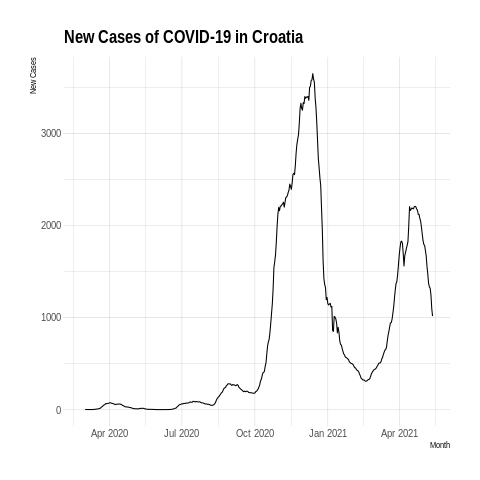 New Cases of COVID-19 in Croatia
New Cases
3000
2000
1000
0
Apr 2020 Jul 2020 Oct 2020 Jan 2021 Apr 2021
Month